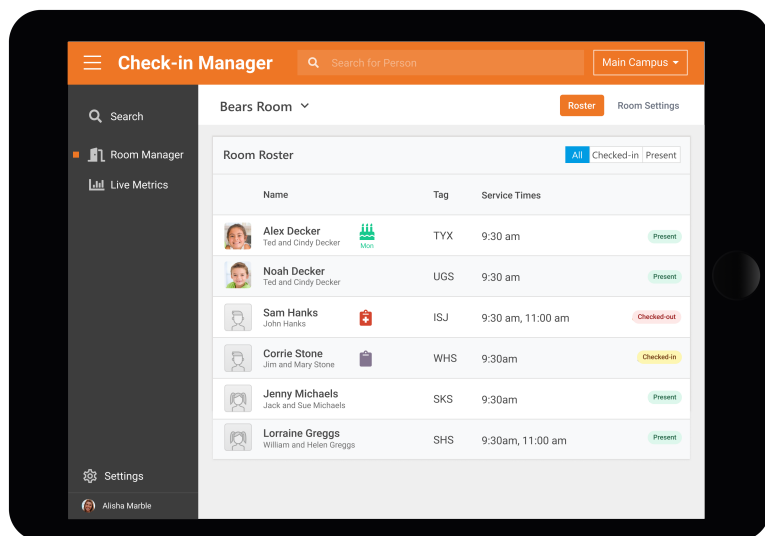 Check-in Manager
Search for Person
Main Campus
Search
Room Manager
Live Metrics
Settings
Alisha Marble
Bears Room
Roster
Room Settings
Room Roster
All Checked-in Present
Name Tag Service Times
Alex Decker
Ted and Cindy Decker
Mon
TYX 9:30 am Present
Noah Decker
Ted and Cindy Decker
UGS 9:30 am Present
Sam Hanks
John Hanks
ISJ 9:30 am, 11:00 am Checked-out
Corrie Stone
Jim and Mary Stone
WHS 9:30am Checked-in
Jenny Michaels
Jack and Sue Michaels
SKS 9:30am Present
Lorraine Greggs
William and Helen Greggs
SHS 9:30am, 11:00 am Present